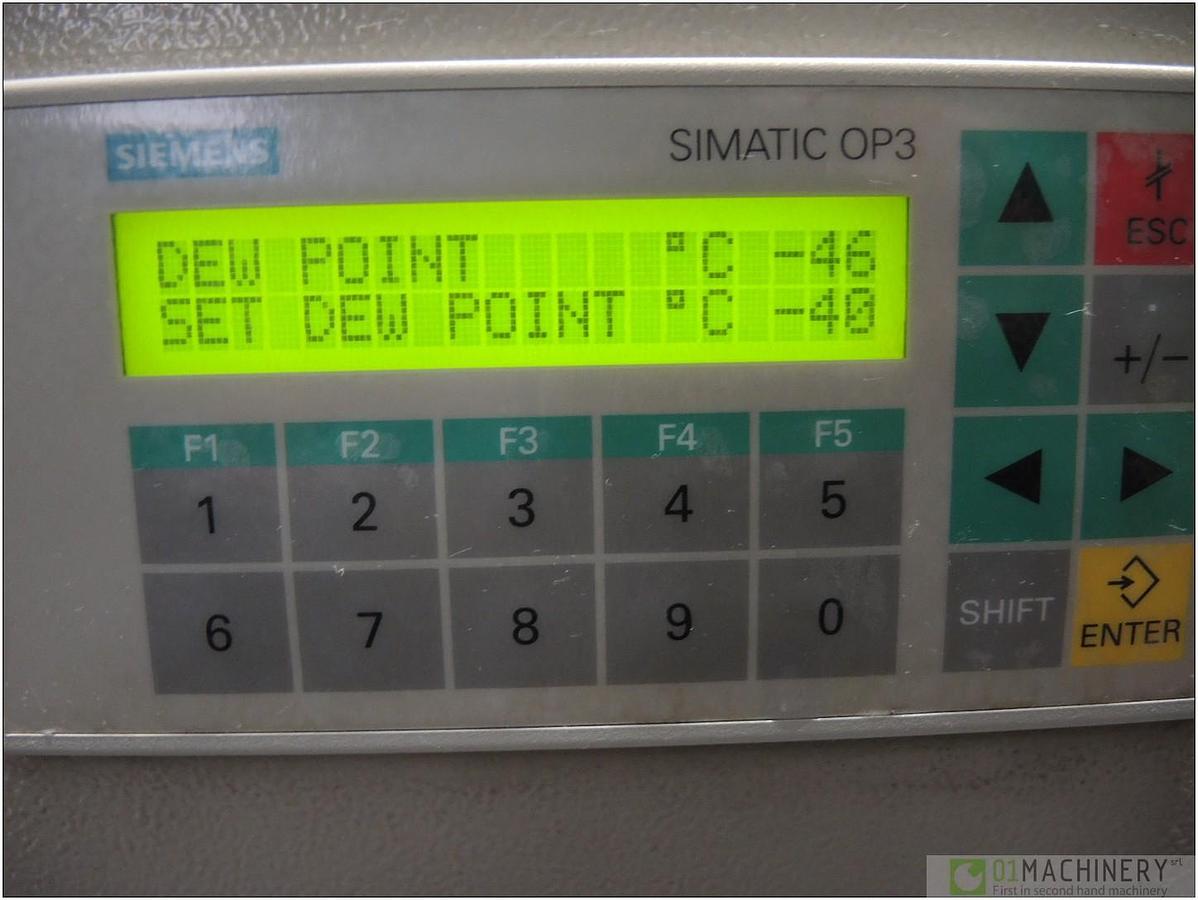 SIEMENS
SIMATIC OP3
DEW POINT °C -46
SET DEW POINT °C -40
ESC
+/−
F1 F2 F3 F4 F5
1 2 3 4 5
6 7 8 9 0
SHIFT
ENTER
01MACHINERY srl
First in second hand machinery